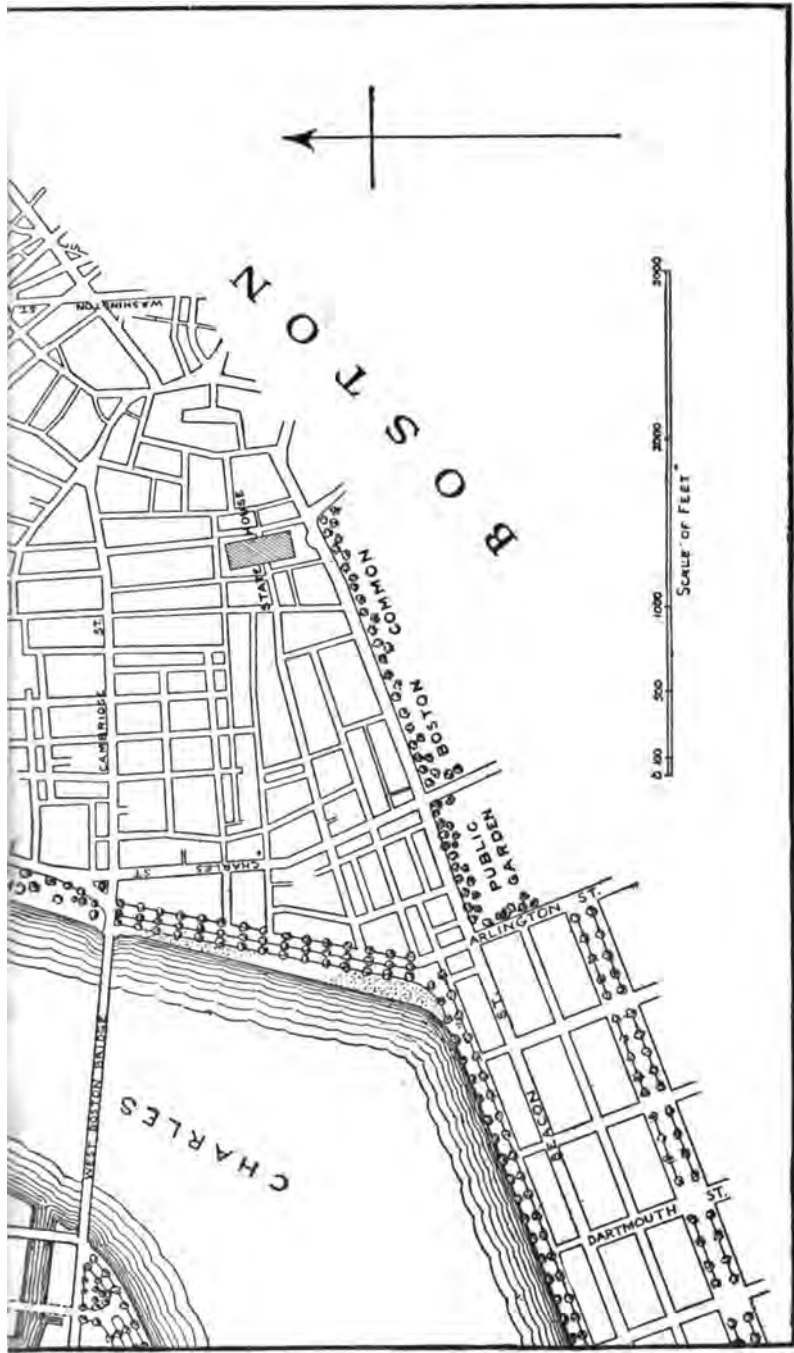 BOSTON
WASHINGTON
ST.
STATE HOUSE
CAMBRIDGE
ST.
BOSTON COMMON
PUBLIC
GARDEN
CHARLES
ST.
ARLINGTON ST.
BEACON
ST.
DARTMOUTH ST.
WEST BOSTON BRIDGE
CHARLES
0 100 500 1000 2000 3000
SCALE OF FEET